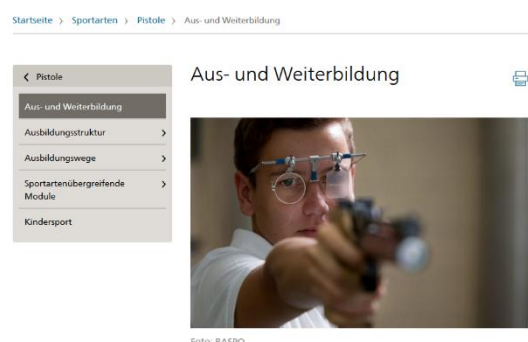 Startseite > Sportarten > Pistole > Aus- und Weiterbildung
Pistole
Aus- und Weiterbildung
Aus- und Weiterbildung
Ausbildungsstruktur
Ausbildungswege
Sportartenübergreifende
Module
Kindersport
Foto: BASPO